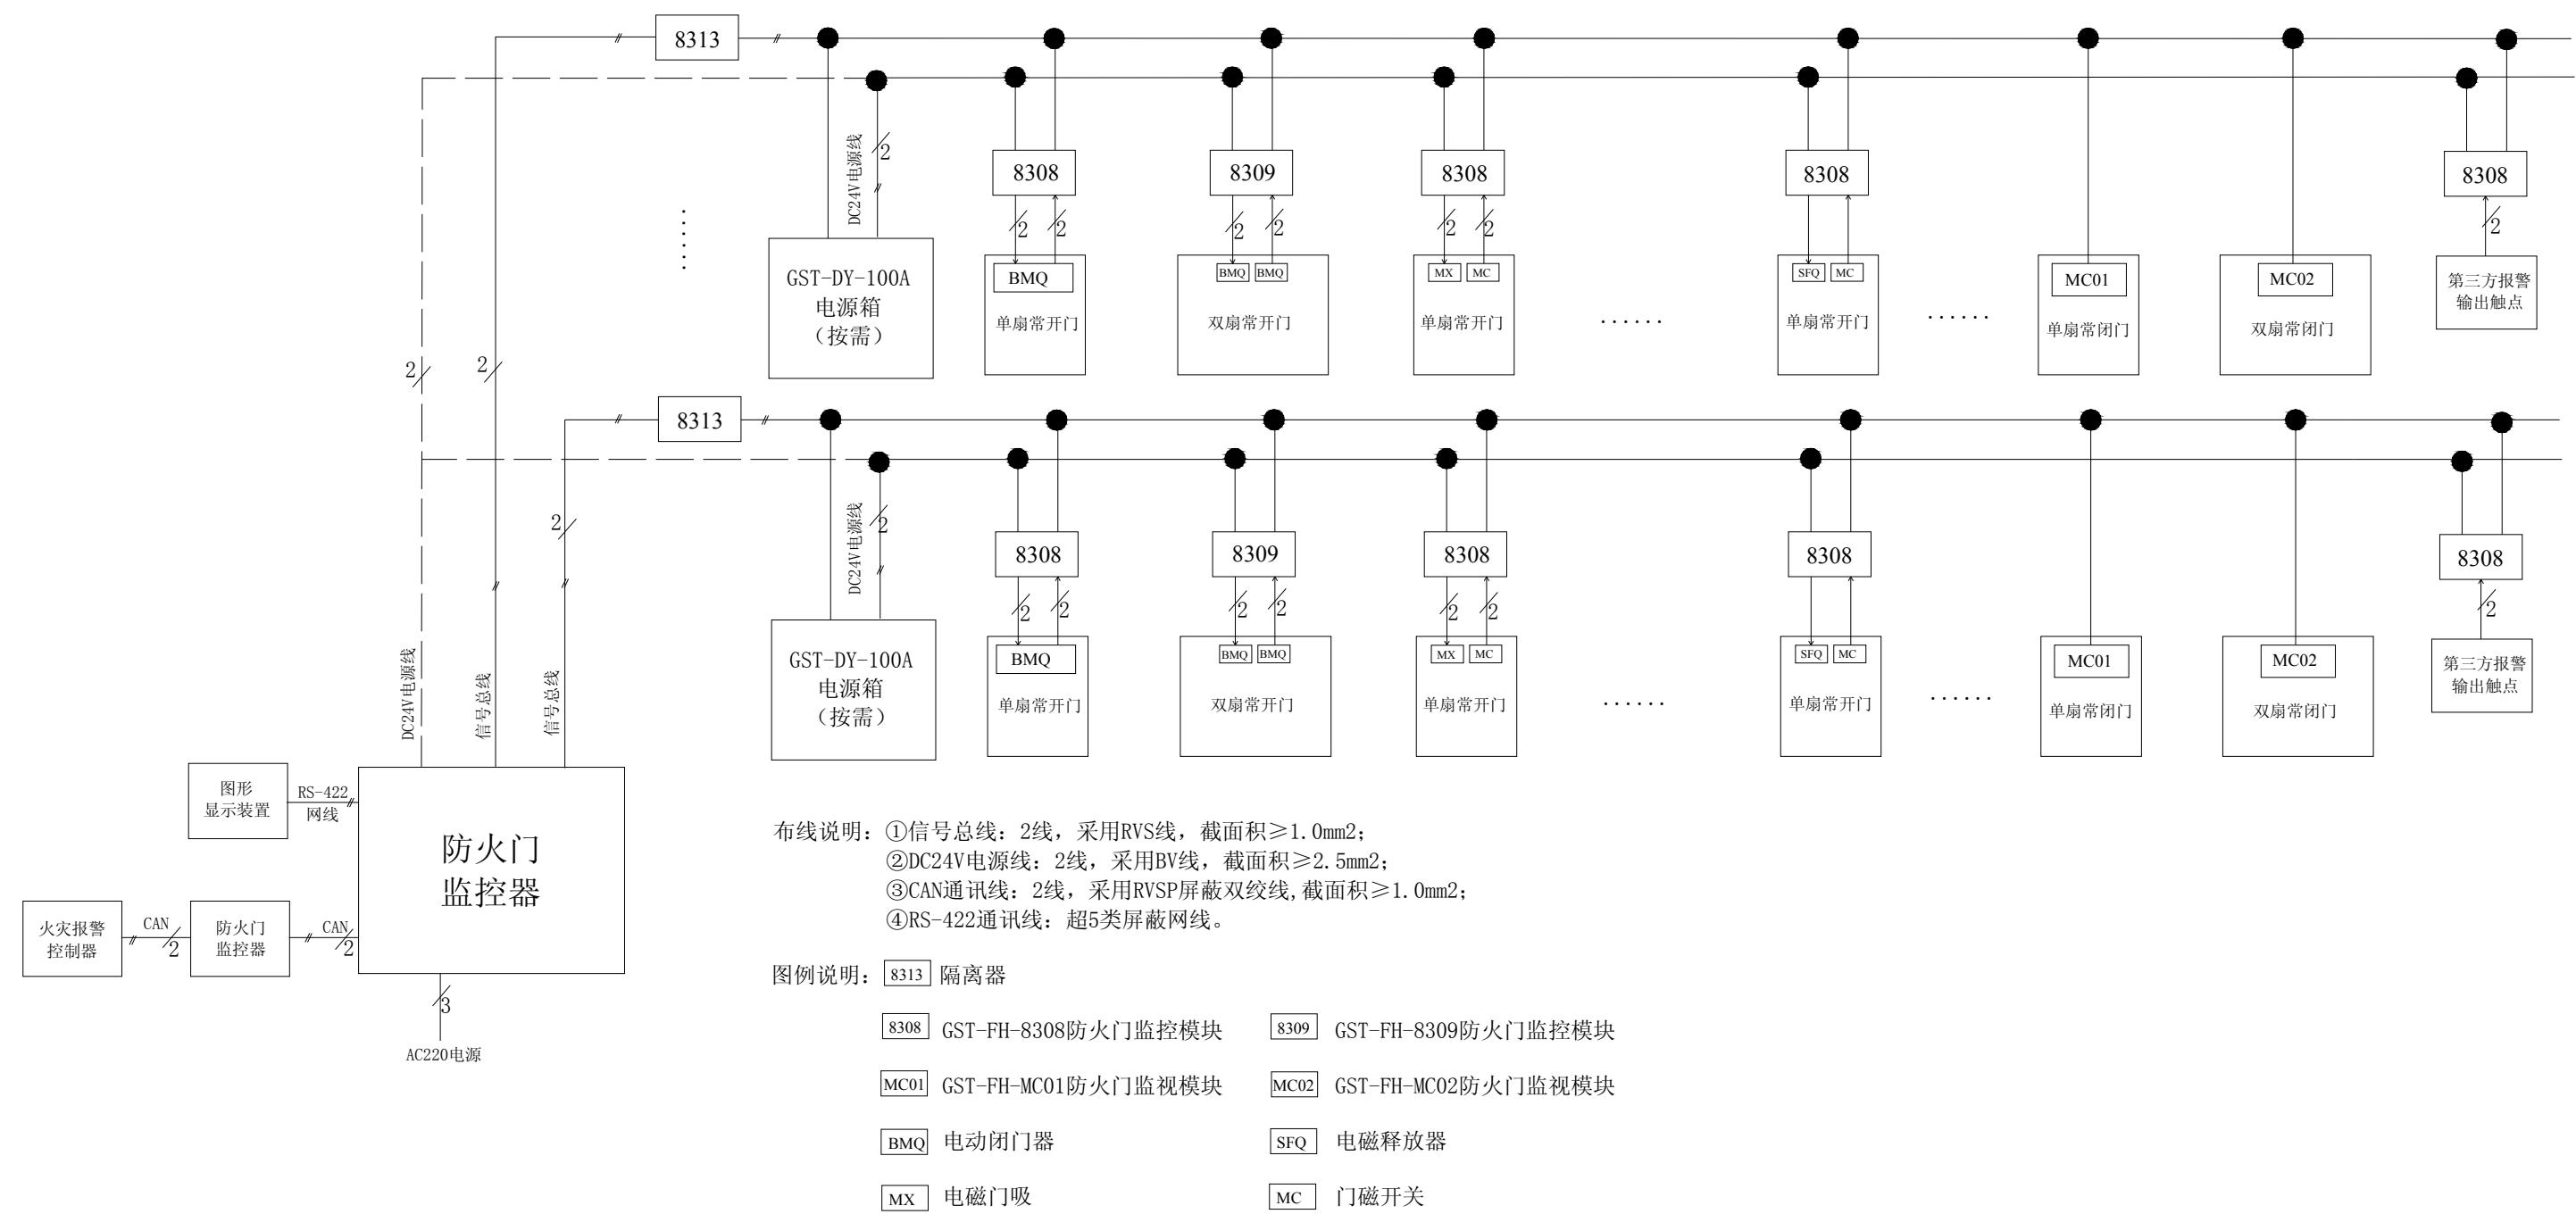 8313
DC24V电源线
2
8308
8309
8308
8308
8308
2
2
2
2
2
2
2
GST-DY-100A
电源箱
（按需）
BMQ
单扇常开门
BMQ
BMQ
双扇常开门
MX
MC
单扇常开门
......
SFQ
MC
单扇常开门
......
MC01
单扇常闭门
MC02
双扇常闭门
第三方报警
输出触点
......
2
2
8313
2
DC24V电源线
2
8308
8309
8308
8308
8308
2
2
2
2
2
2
2
GST-DY-100A
电源箱
（按需）
BMQ
单扇常开门
BMQ
BMQ
双扇常开门
MX
MC
单扇常开门
......
SFQ
MC
单扇常开门
......
MC01
单扇常闭门
MC02
双扇常闭门
第三方报警
输出触点
DC24V电源线
信号总线
信号总线
图形
显示装置
RS-422
网线
防火门
监控器
火灾报警
控制器
CAN
2
防火门
监控器
CAN
2
3
AC220电源
布线说明：①信号总线：2线，采用RVS线，截面积≥1.0mm2；
②DC24V电源线：2线，采用BV线，截面积≥2.5mm2；
③CAN通讯线：2线，采用RVSP屏蔽双绞线,截面积≥1.0mm2；
④RS-422通讯线：超5类屏蔽网线。
图例说明：8313 隔离器
8308 GST-FH-8308防火门监控模块
8309 GST-FH-8309防火门监控模块
MC01 GST-FH-MC01防火门监视模块
MC02 GST-FH-MC02防火门监视模块
BMQ 电动闭门器
SFQ 电磁释放器
MX 电磁门吸
MC 门磁开关